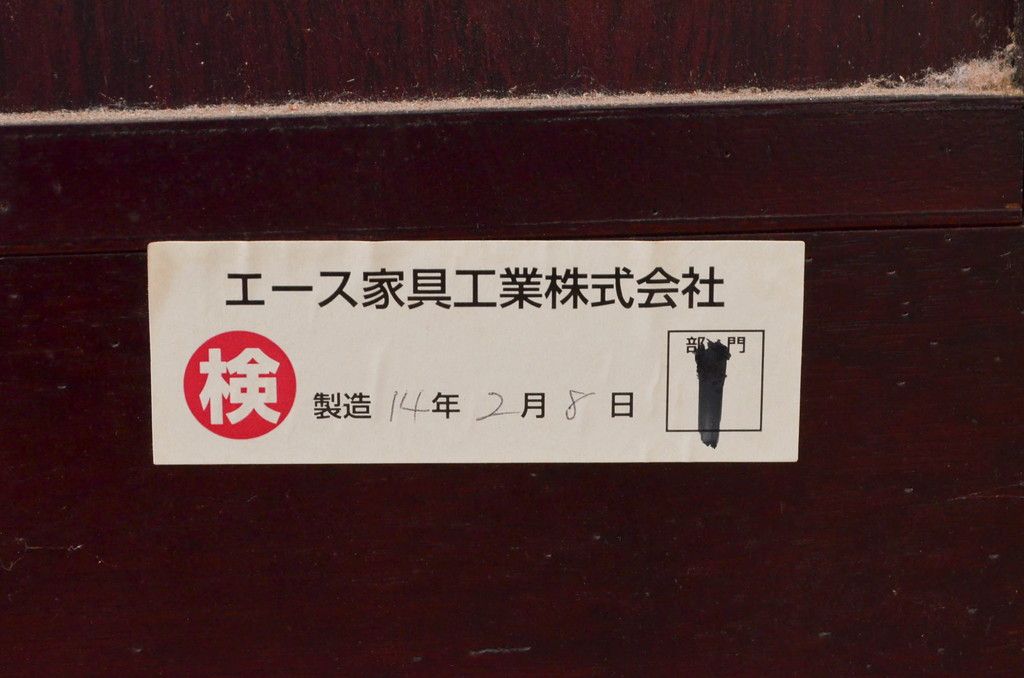 エース家具工業株式会社
検
製造 14年 2月 8日
部門